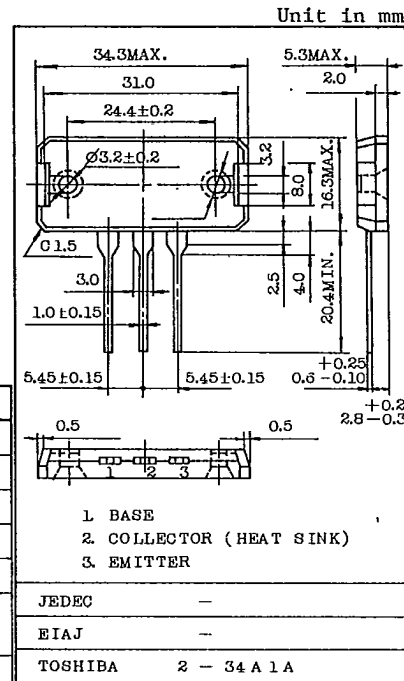 Unit in mm
34.3MAX.
5.3MAX.
31.0
2.0
24.4±0.2
Ø3.2±0.2
3.2
8.0
16.3MAX.
C1.5
3.0
2.5
4.0
20.4MIN.
1.0±0.15
5.45±0.15
5.45±0.15
+0.25
0.6 -0.10
+0.2
2.8-0.3
0.5
0.5
1 2 3
1. BASE
2. COLLECTOR (HEAT SINK)
3. EMITTER
JEDEC —
EIAJ —
TOSHIBA 2 - 34A1A